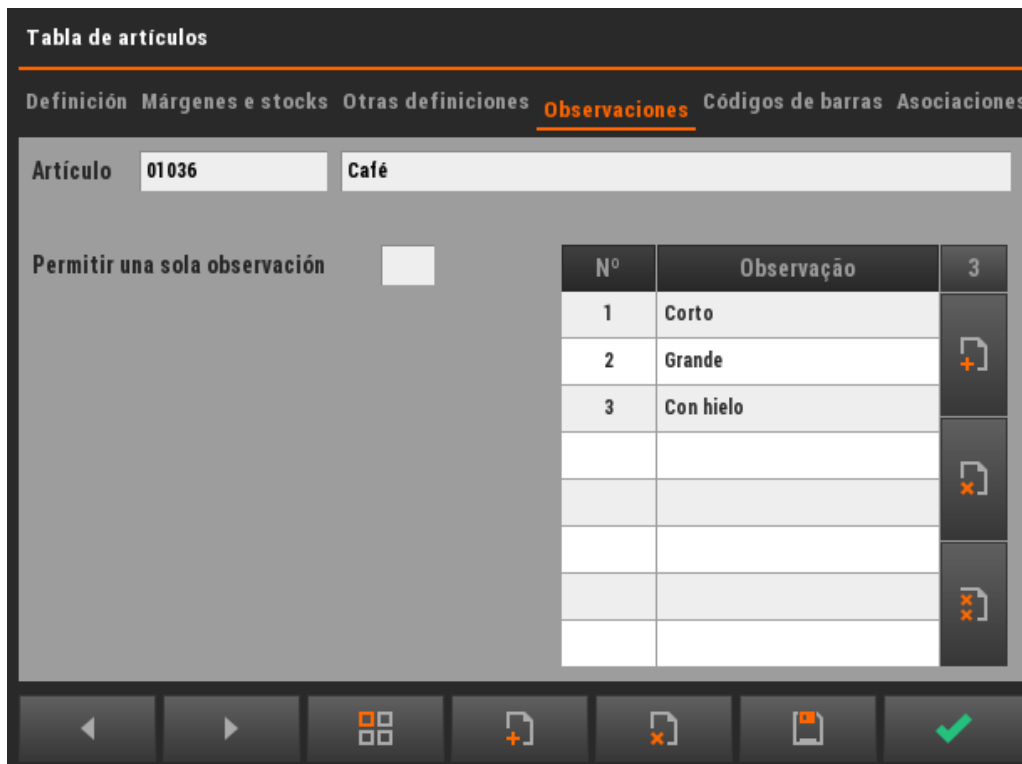 Tabla de artículos
Definición Márgenes e stocks Otras definiciones Observaciones Códigos de barras Asociaciones
Artículo 01036 Café
Permitir una sola observación
Nº Observação 3
1 Corto
2 Grande
3 Con hielo